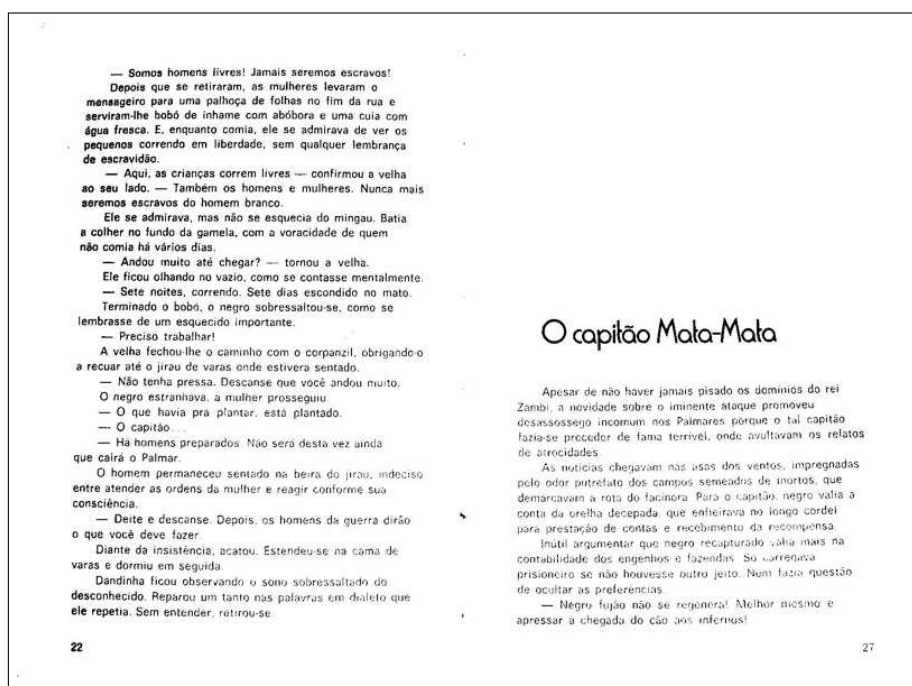 — Somos homens livres! Jamais seremos escravos!
Depois que se retiraram, as mulheres levaram o
mensageiro para uma palhoça de folhas no fim da rua e
serviram-lhe bobó de inhame com abóbora e uma cuia com
água fresca. E, enquanto comia, ele se admirava de ver os
pequenos correndo em liberdade, sem qualquer lembrança
de escravidão.
— Aqui, as crianças correm livres — confirmou a velha
ao seu lado. — Também os homens e mulheres. Nunca mais
seremos escravos do homem branco.
Ele se admirava, mas não se esquecia do mingau. Batia
a colher no fundo da gamela, com a voracidade de quem
não comia há vários dias.
— Andou muito até chegar? — tornou a velha.
Ele ficou olhando no vazio, como se contasse mentalmente.
— Sete noites, correndo. Sete dias escondido no mato.
Terminado o bobó, o negro sobressaltou-se, como se
lembrasse de um esquecido importante.
— Preciso trabalhar!
A velha fechou-lhe o caminho com o corpanzil, obrigando-o
a recuar até o jirau de varas onde estivera sentado.
— Não tenha pressa. Descanse que você andou muito.
O negro estranhava, a mulher prosseguiu.
— O que havia pra plantar, está plantado.
— O capitão...
— Há homens preparados. Não será desta vez ainda
que cairá o Palmar.
O homem permaneceu sentado na beira do jirau, indeciso
entre atender as ordens da mulher e reagir conforme sua
consciência.
— Deite e descanse. Depois, os homens da guerra dirão
o que você deve fazer.
Diante da insistência, acatou. Estendeu-se na cama de
varas e dormiu em seguida.
Dandinha ficou observando o sono sobressaltado do
desconhecido. Reparou um tanto nas palavras em dialeto que
ele repetia. Sem entender, retirou-se.
22
O capitão Mata-Mata
Apesar de não haver jamais pisado os domínios do rei
Zambi, a novidade sobre o iminente ataque promoveu
desassossego incomum nos Palmares porque o tal capitão
fazia-se preceder de fama terrível, onde avultavam os relatos
de atrocidades.
As notícias chegavam nas asas dos ventos, impregnadas
pelo odor putrefato dos campos semeados de mortos, que
demarcavam a rota do facínora. Para o capitão, negro valia a
conta da orelha decepada, que enfieirava no longo cordel
para prestação de contas e recebimento da recompensa.
Inútil argumentar que negro recapturado valia mais na
contabilidade dos engenhos e fazendas. Só carregava
prisioneiro se não houvesse outro jeito. Nem fazia questão
de ocultar as preferências.
— Negro fujão não se regenera! Melhor mesmo é
apressar a chegada do cão aos infernos!
27